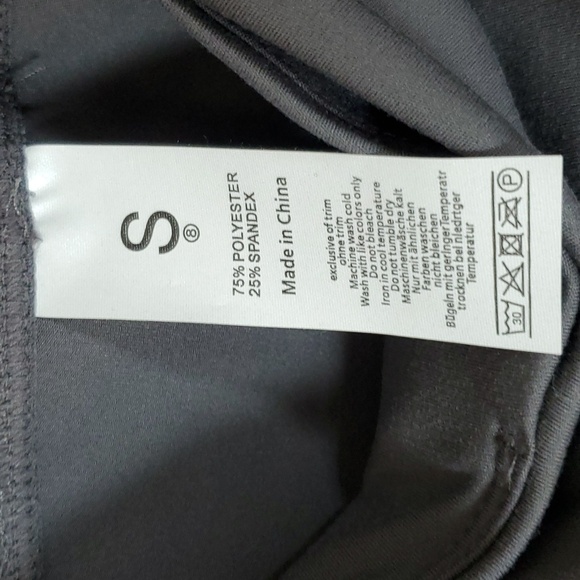 S
8
75% POLYESTER
25% SPANDEX
Made in China
exclusive of trim
ohne trim
Machine wash cold
Wash with like colors only
Do not bleach
Iron in cool temperature
Do not tumble dry
Maschinenwäsche kalt
Nur mit ähnlichen
Farben waschen
nicht bleichen
Bügeln mit geringer Temperatr
trocknen bei niedrtger
Temperatur
30 P